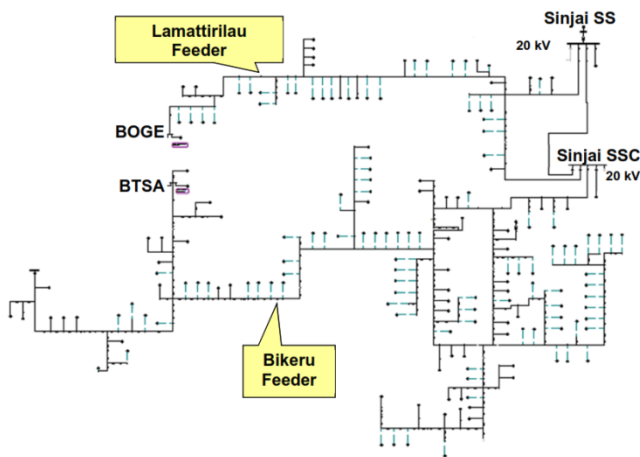 Lamattirilau
Feeder
Sinjai SS
20 kV
BOGE
Sinjai SSC
20 kV
BTSA
Bikeru
Feeder